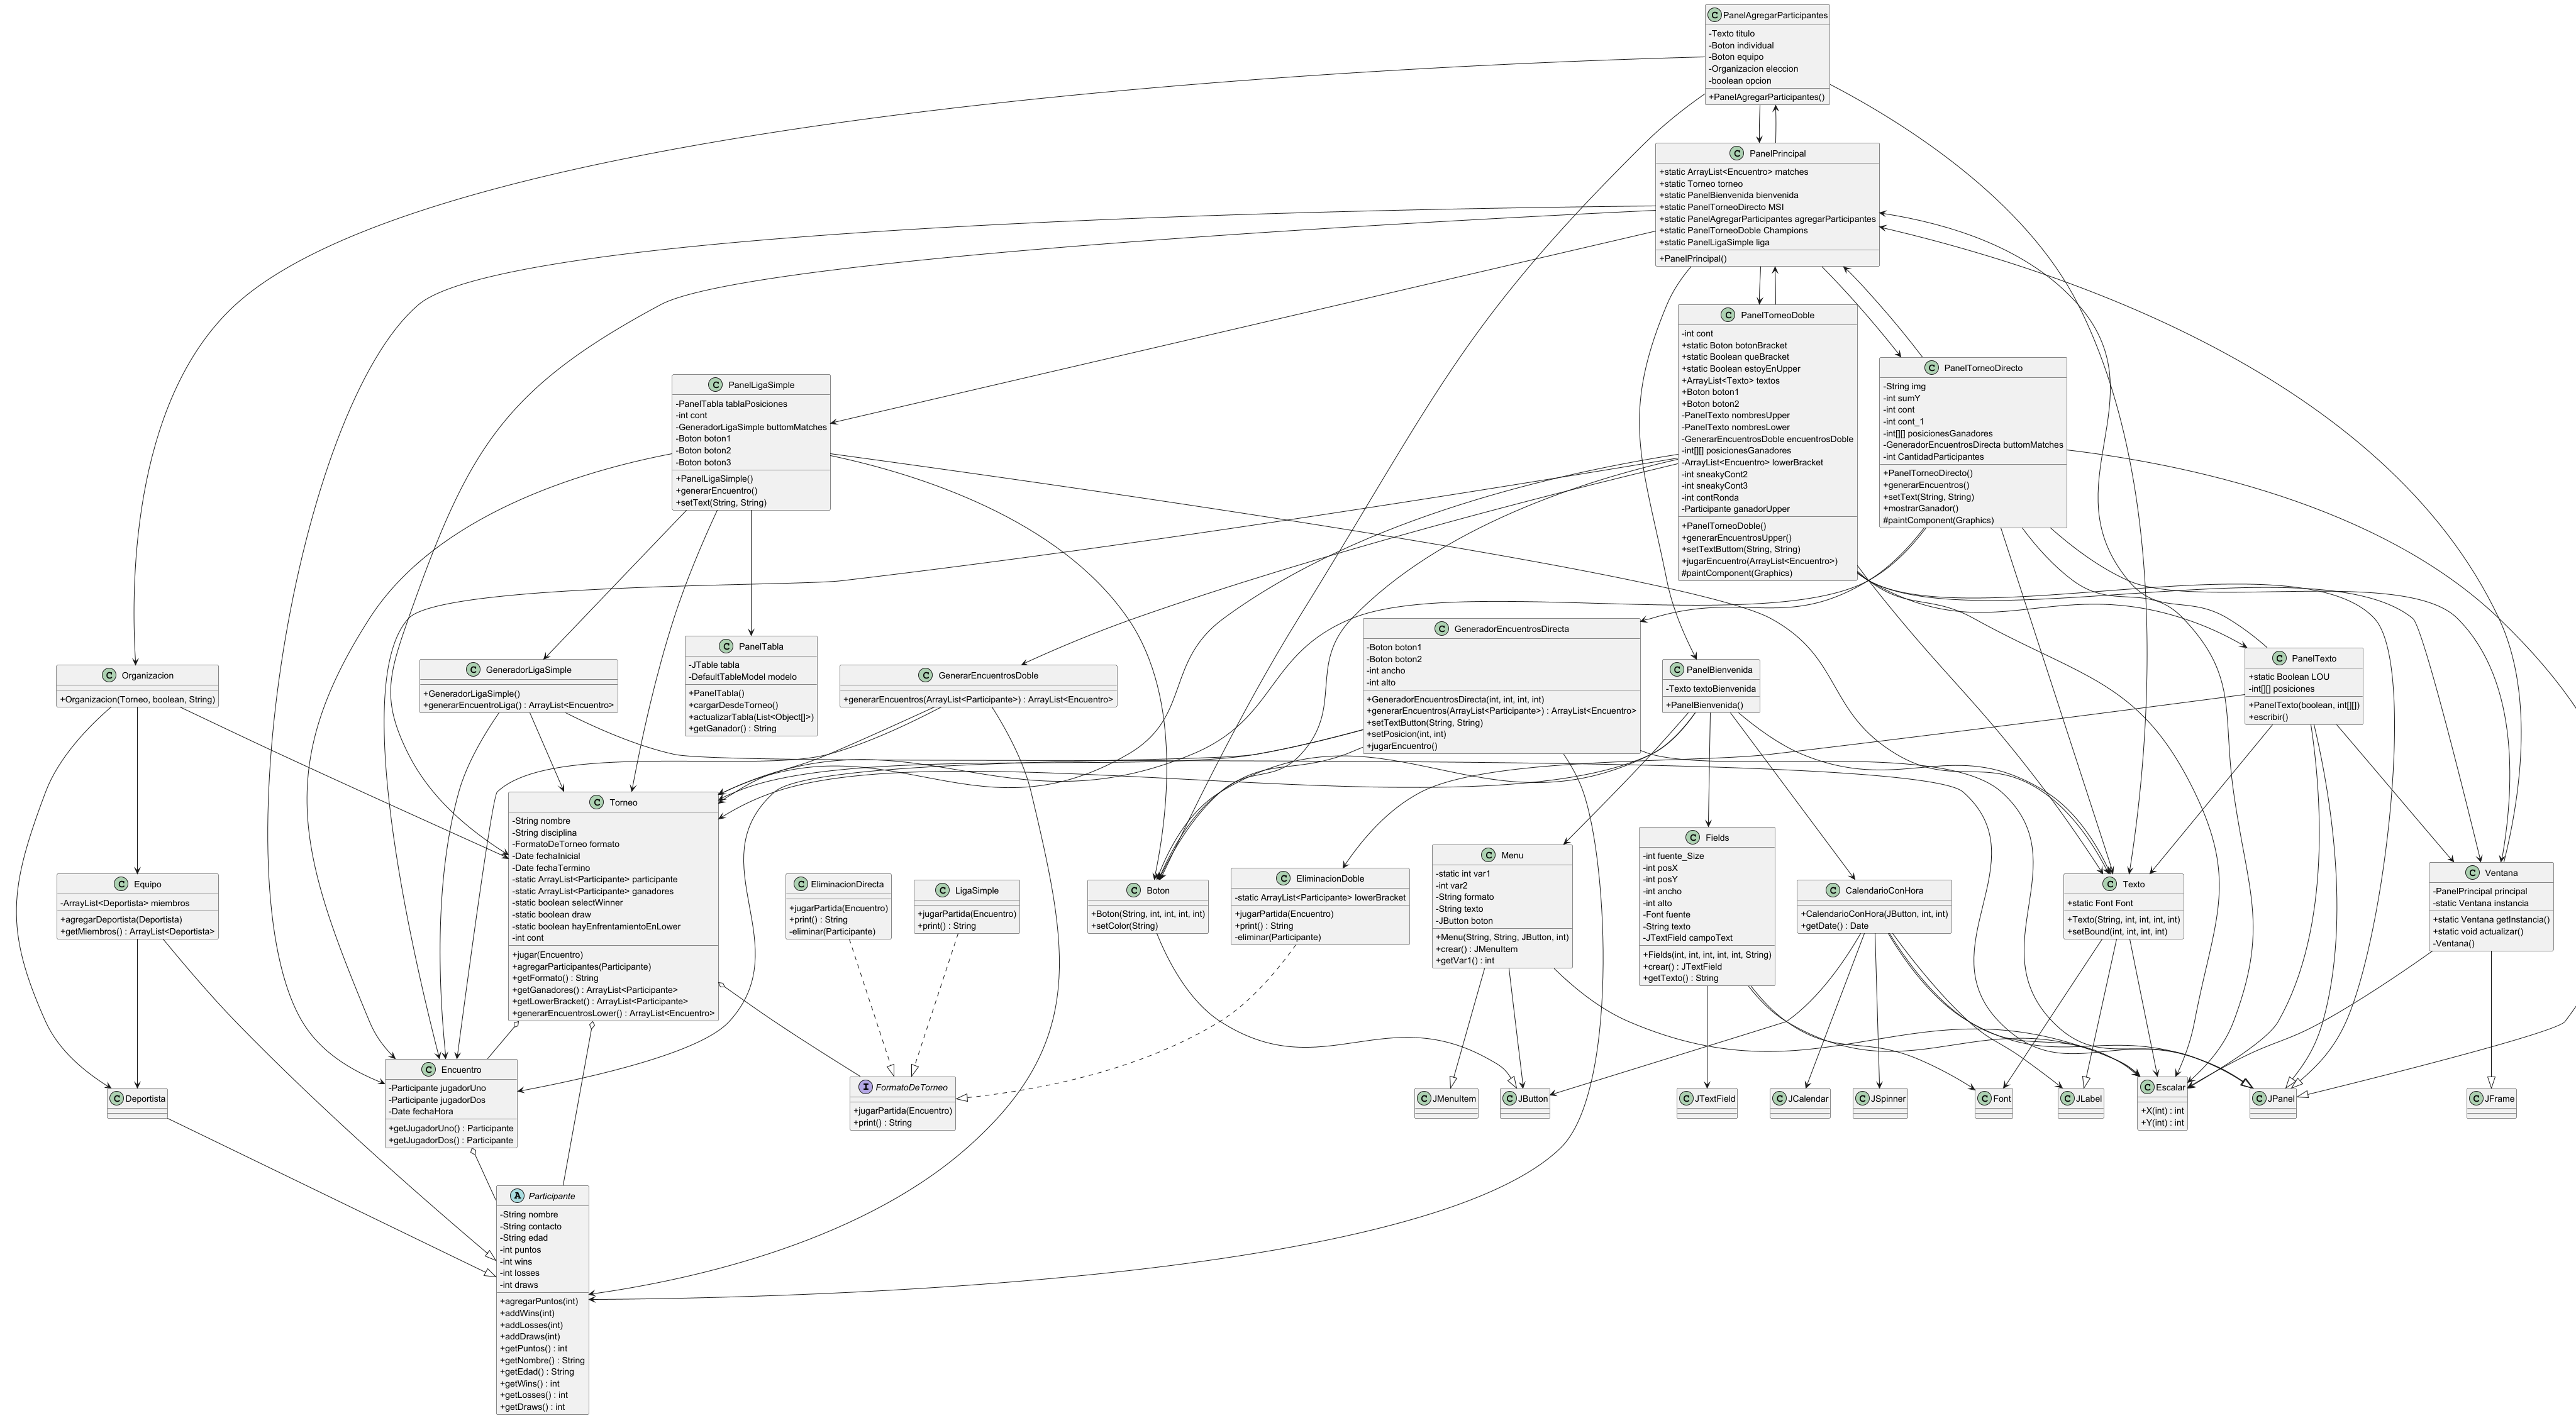 C PanelAgregarParticipantes
-Texto titulo
-Boton individual
-Boton equipo
-Organizacion eleccion
-boolean opcion
+PanelAgregarParticipantes()
C PanelPrincipal
+static ArrayList<Encuentro> matches
+static Torneo torneo
+static PanelBienvenida bienvenida
+static PanelTorneoDirecto MSI
+static PanelAgregarParticipantes agregarParticipantes
+static PanelTorneoDoble Champions
+static PanelLigaSimple liga
+PanelPrincipal()
C PanelTorneoDoble
-int cont
+static Boton botonBracket
+static Boolean queBracket
+static Boolean estoyEnUpper
+ArrayList<Texto> textos
+Boton boton1
+Boton boton2
-PanelTexto nombresUpper
-PanelTexto nombresLower
-GenerarEncuentrosDoble encuentrosDoble
-int[][] posicionesGanadores
-ArrayList<Encuentro> lowerBracket
-int sneakyCont2
-int sneakyCont3
-int contRonda
-Participante ganadorUpper
+PanelTorneoDoble()
+generarEncuentrosUpper()
+setTextButtom(String, String)
+jugarEncuentro(ArrayList<Encuentro>)
#paintComponent(Graphics)
C PanelTorneoDirecto
-String img
-int sumY
-int cont
-int cont_1
-int[][] posicionesGanadores
-GeneradorEncuentrosDirecta buttomMatches
-int CantidadParticipantes
+PanelTorneoDirecto()
+generarEncuentros()
+setText(String, String)
+mostrarGanador()
#paintComponent(Graphics)
C PanelLigaSimple
-PanelTabla tablaPosiciones
-int cont
-GeneradorLigaSimple buttomMatches
-Boton boton1
-Boton boton2
-Boton boton3
+PanelLigaSimple()
+generarEncuentro()
+setText(String, String)
C Organizacion
+Organizacion(Torneo, boolean, String)
C GeneradorLigaSimple
+GeneradorLigaSimple()
+generarEncuentroLiga() : ArrayList<Encuentro>
C PanelTabla
-JTable tabla
-DefaultTableModel modelo
+PanelTabla()
+cargarDesdeTorneo()
+actualizarTabla(List<Object[]>)
+getGanador() : String
C GenerarEncuentrosDoble
+generarEncuentros(ArrayList<Participante>) : ArrayList<Encuentro>
C GeneradorEncuentrosDirecta
-Boton boton1
-Boton boton2
-int ancho
-int alto
+GeneradorEncuentrosDirecta(int, int, int, int)
+generarEncuentros(ArrayList<Participante>) : ArrayList<Encuentro>
+setTextButton(String, String)
+setPosicion(int, int)
+jugarEncuentro()
C PanelBienvenida
-Texto textoBienvenida
+PanelBienvenida()
C PanelTexto
+static Boolean LOU
-int[][] posiciones
+PanelTexto(boolean, int[][])
+escribir()
C Torneo
-String nombre
-String disciplina
-FormatoDeTorneo formato
-Date fechaInicial
-Date fechaTermino
-static ArrayList<Participante> participante
-static ArrayList<Participante> ganadores
-static boolean selectWinner
-static boolean draw
-static boolean hayEnfrentamientoEnLower
-int cont
+jugar(Encuentro)
+agregarParticipantes(Participante)
+getFormato() : String
+getGanadores() : ArrayList<Participante>
+getLowerBracket() : ArrayList<Participante>
+generarEncuentrosLower() : ArrayList<Encuentro>
C Equipo
-ArrayList<Deportista> miembros
+agregarDeportista(Deportista)
+getMiembros() : ArrayList<Deportista>
C EliminacionDirecta
+jugarPartida(Encuentro)
+print() : String
-eliminar(Participante)
C LigaSimple
+jugarPartida(Encuentro)
+print() : String
C Boton
+Boton(String, int, int, int, int)
+setColor(String)
C EliminacionDoble
-static ArrayList<Participante> lowerBracket
+jugarPartida(Encuentro)
+print() : String
-eliminar(Participante)
C Menu
-static int var1
-int var2
-String formato
-String texto
-JButton boton
+Menu(String, String, JButton, int)
+crear() : JMenuItem
+getVar1() : int
C Fields
-int fuente_Size
-int posX
-int posY
-int ancho
-int alto
-Font fuente
-String texto
-JTextField campoText
+Fields(int, int, int, int, int, String)
+crear() : JTextField
+getTexto() : String
C CalendarioConHora
+CalendarioConHora(JButton, int, int)
+getDate() : Date
C Texto
+static Font Font
+Texto(String, int, int, int, int)
+setBound(int, int, int, int)
C Ventana
-PanelPrincipal principal
-static Ventana instancia
+static Ventana getInstancia()
+static void actualizar()
-Ventana()
C Deportista
C Encuentro
-Participante jugadorUno
-Participante jugadorDos
-Date fechaHora
+getJugadorUno() : Participante
+getJugadorDos() : Participante
I FormatoDeTorneo
+jugarPartida(Encuentro)
+print() : String
C JMenuItem
C JButton
C JTextField
C JCalendar
C JSpinner
C Font
C JLabel
C Escalar
+X(int) : int
+Y(int) : int
C JPanel
C JFrame
A Participante
-String nombre
-String contacto
-String edad
-int puntos
-int wins
-int losses
-int draws
+agregarPuntos(int)
+addWins(int)
+addLosses(int)
+addDraws(int)
+getPuntos() : int
+getNombre() : String
+getEdad() : String
+getWins() : int
+getLosses() : int
+getDraws() : int